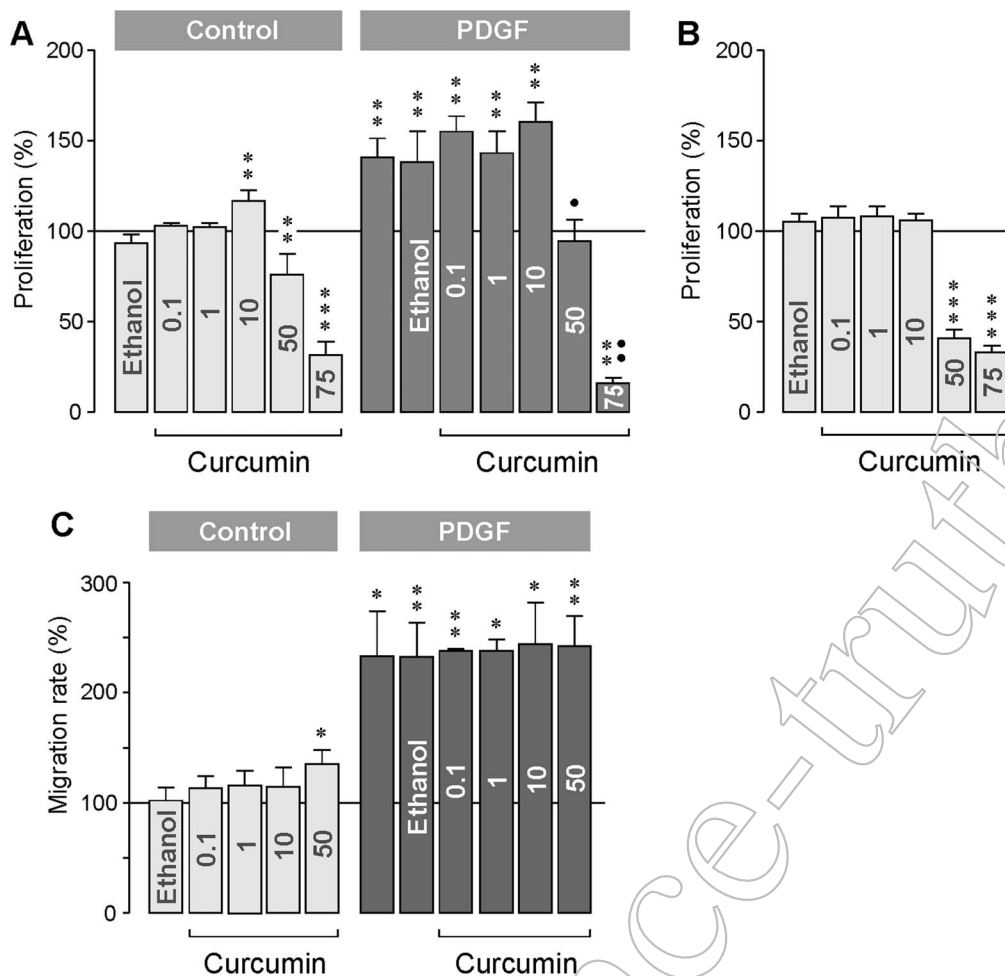 A
Control
PDGF
B
200
150
100
50
0
Proliferation (%)
**
***
** ** ** ** **
•
**
••
Ethanol 0.1 1 10 50 75
Ethanol 0.1 1 10 50 75
Curcumin
Curcumin
200
150
100
50
0
Proliferation (%)
***
***
Ethanol 0.1 1 10 50 75
Curcumin
C
Control
PDGF
300
200
100
0
Migration rate (%)
*
* ** ** * * **
Ethanol 0.1 1 10 50
Ethanol 0.1 1 10 50
Curcumin
Curcumin
ce-truth